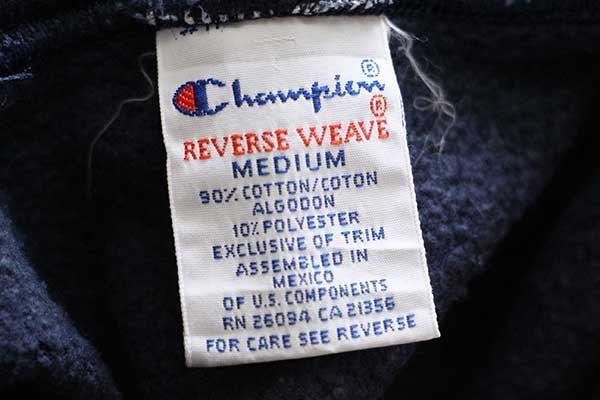 Champion®
REVERSE WEAVE®
MEDIUM
90% COTTON/COTON
ALGODON
10% POLYESTER
EXCLUSIVE OF TRIM
ASSEMBLED IN
MEXICO
OF U.S. COMPONENTS
RN 26094 CA 21356
FOR CARE SEE REVERSE